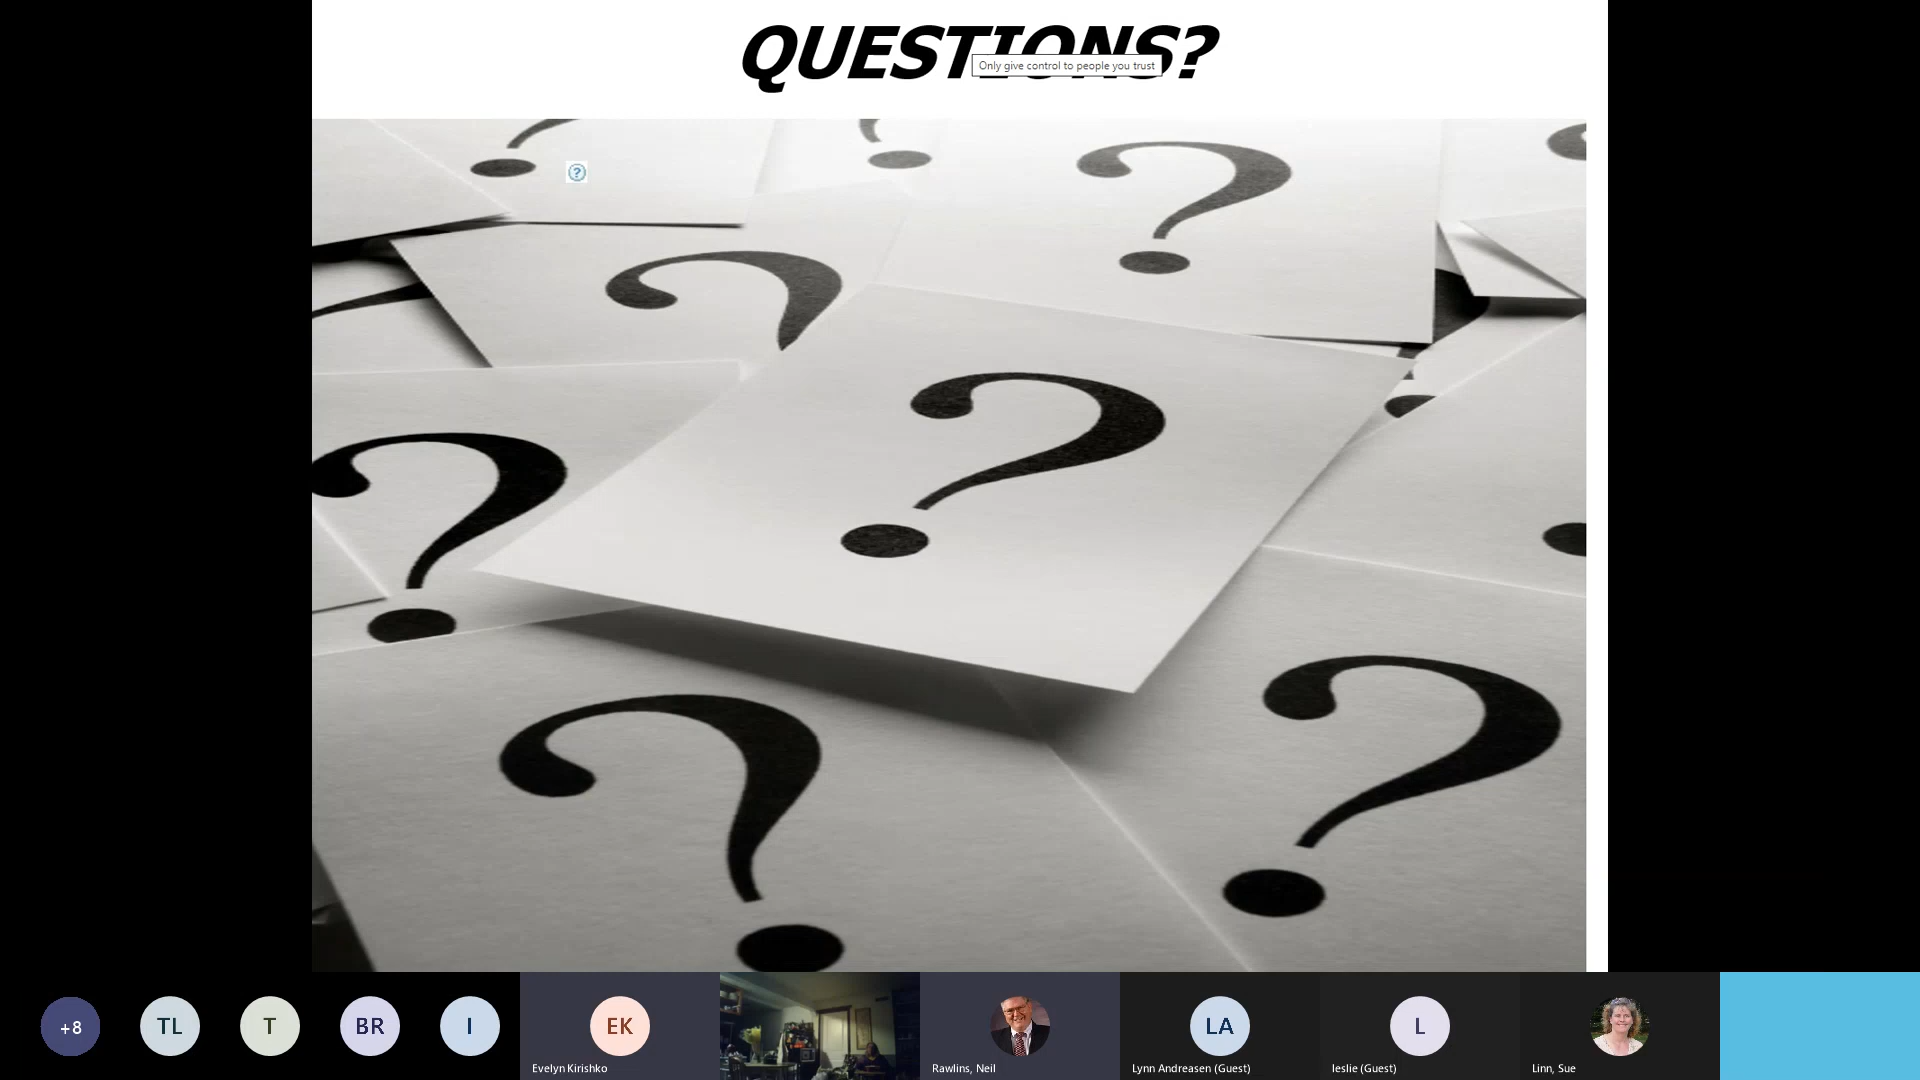 QUESTIONS?
Only give control to people you trust
?
?
?
?
?
?
?
+8
TL
T
BR
I
EK
LA
L
Evelyn Kirishko
Rawlins, Neil
Lynn Andreasen (Guest)
leslie (Guest)
Linn, Sue